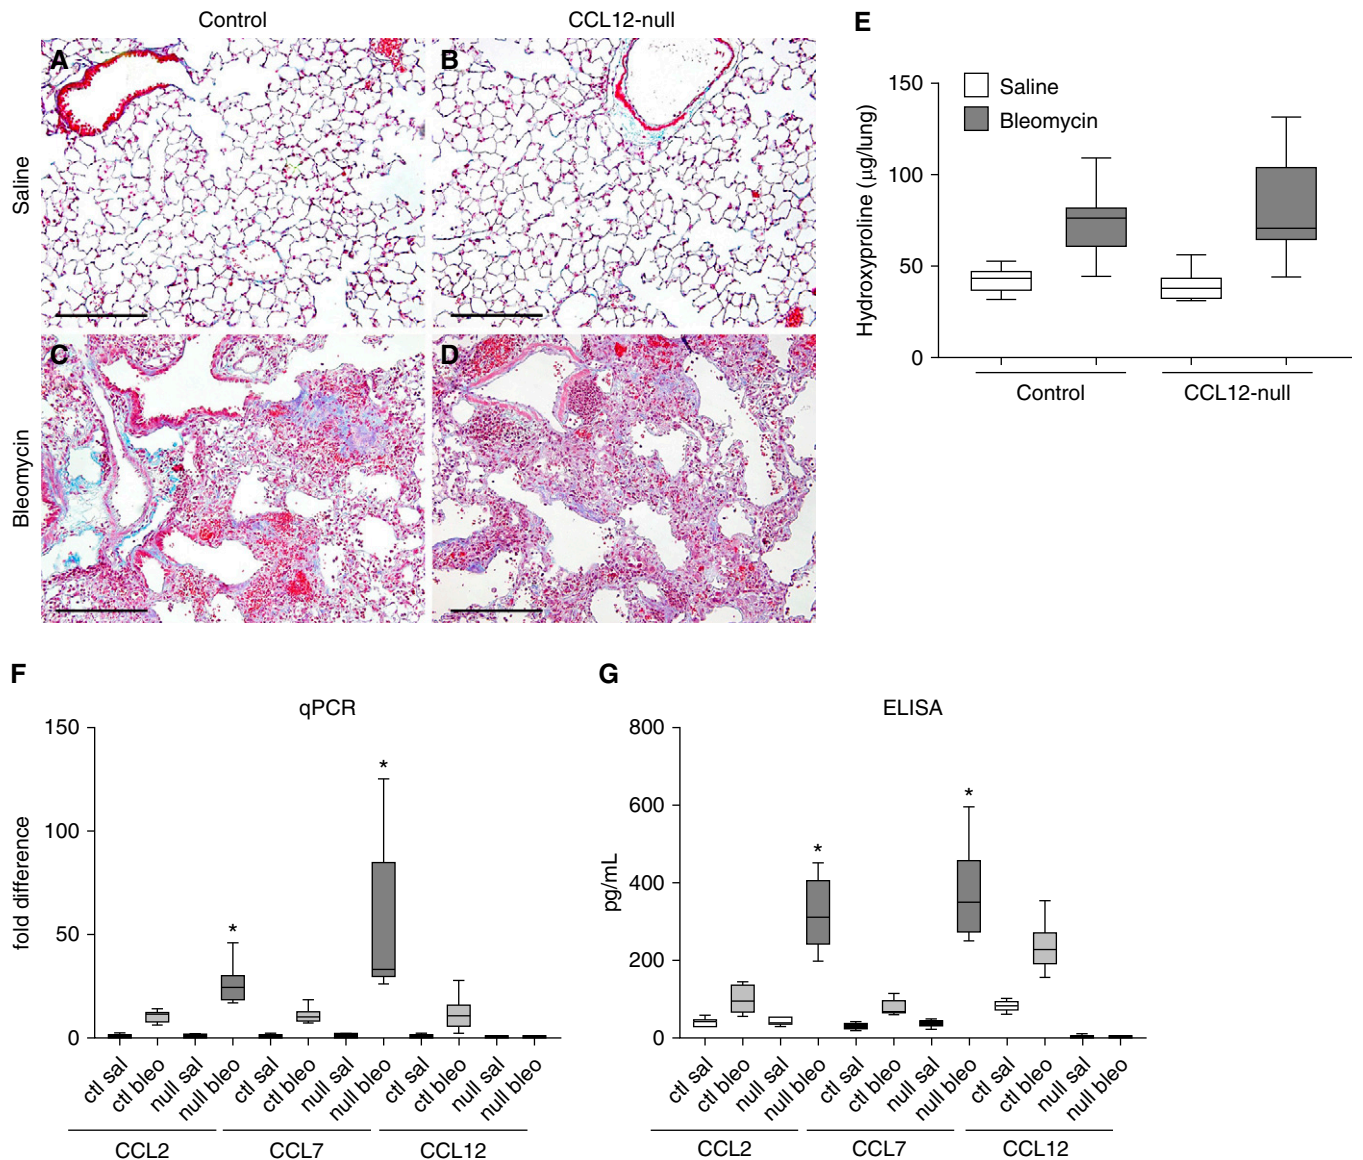 Control
CCL12-null
A
B
Saline
C
D
Bleomycin
E
150
100
50
0
Hydroxyproline (µg/lung)
Saline
Bleomycin
Control
CCL12-null
F
qPCR
150
100
50
0
fold difference
*
*
ctl sal
ctl bleo
null sal
null bleo
ctl sal
ctl bleo
null sal
null bleo
ctl sal
ctl bleo
null sal
null bleo
CCL2
CCL7
CCL12
G
ELISA
800
600
400
200
0
pg/mL
*
*
ctl sal
ctl bleo
null sal
null bleo
ctl sal
ctl bleo
null sal
null bleo
ctl sal
ctl bleo
null sal
null bleo
CCL2
CCL7
CCL12